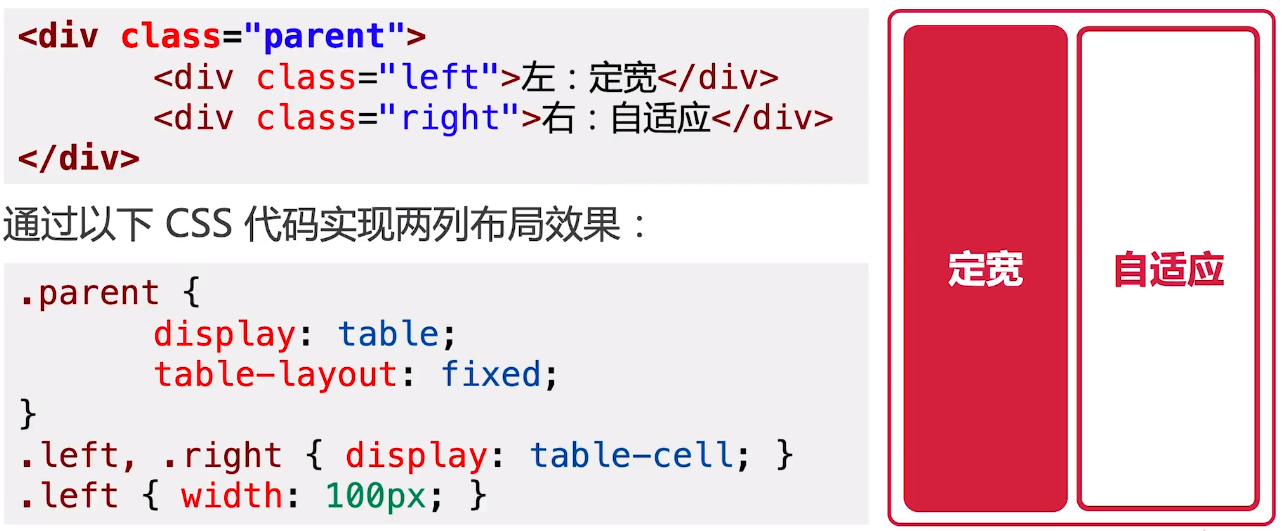 <div class="parent">
<div class="left">左：定宽</div>
<div class="right">右：自适应</div>
</div>
通过以下 CSS 代码实现两列布局效果：
.parent {
display: table;
table-layout: fixed;
}
.left, .right { display: table-cell; }
.left { width: 100px; }
定宽
自适应